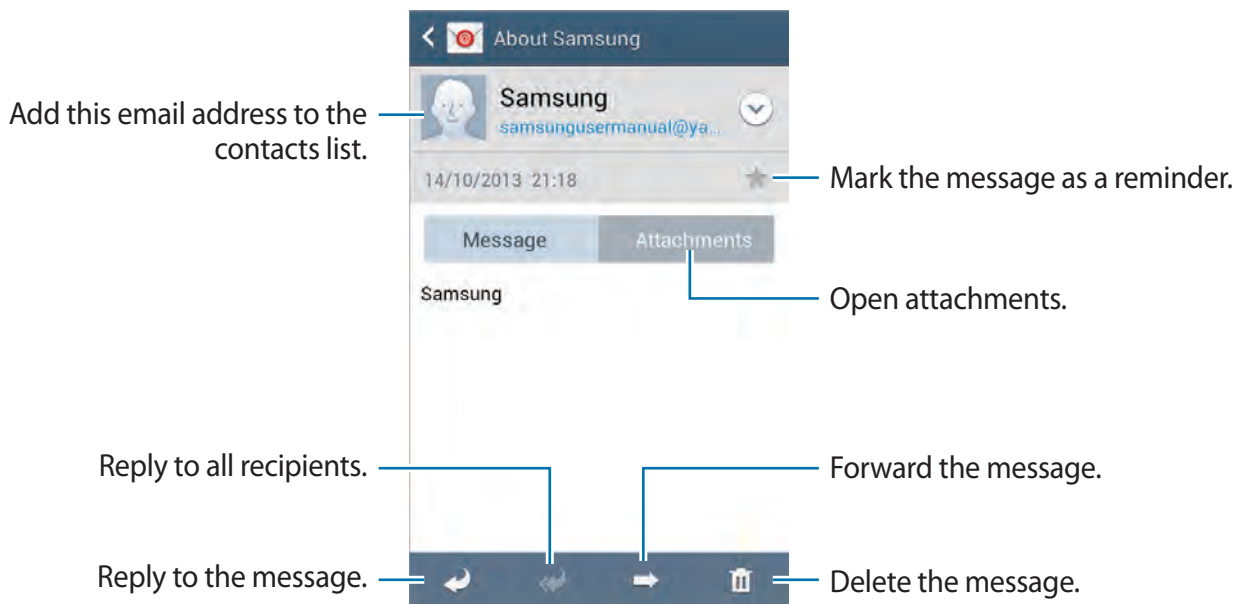 About Samsung
Add this email address to the
contacts list.
Samsung
samsungusermanual@ya...
14/10/2013 21:18
Mark the message as a reminder.
Message
Attachments
Samsung
Open attachments.
Reply to all recipients.
Forward the message.
Reply to the message.
Delete the message.